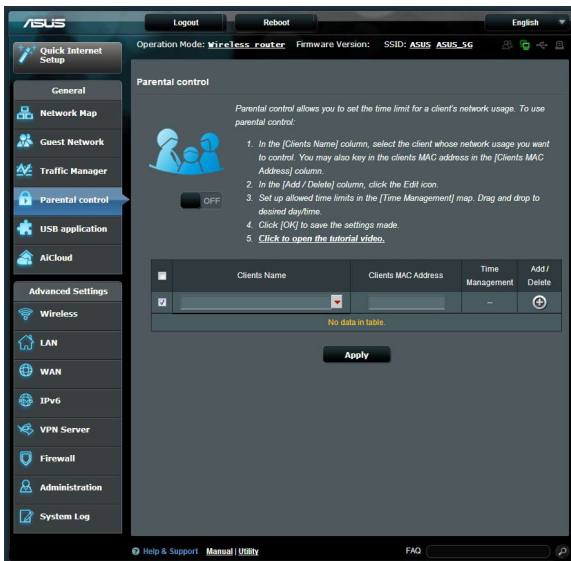 ASUS
Logout
Reboot
English
Quick Internet
Setup
Operation Mode: Wireless router Firmware Version: SSID: ASUS ASUS_5G
General
Network Map
Guest Network
Traffic Manager
Parental control
USB application
AiCloud
Advanced Settings
Wireless
LAN
WAN
IPv6
VPN Server
Firewall
Administration
System Log
Parental control
Parental control allows you to set the time limit for a client's network usage. To use
parental control:
1. In the [Clients Name] column, select the client whose network usage you want
to control. You may also key in the clients MAC address in the [Clients MAC
Address] column.
2. In the [Add / Delete] column, click the Edit icon.
3. Set up allowed time limits in the [Time Management] map. Drag and drop to
desired day/time.
4. Click [OK] to save the settings made.
5. Click to open the tutorial video.
OFF
Clients Name
Clients MAC Address
Time
Management
Add /
Delete
--
No data in table.
Apply
Help & Support Manual | Utility
FAQ